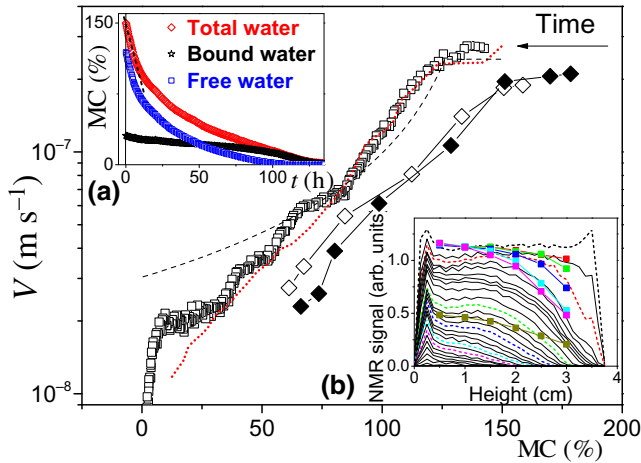 150
Total water
Bound water
Free water
MC (%)
0
0
50
100
t (h)
(a)
Time
10⁻⁷
10⁻⁸
V (m s⁻¹)
NMR signal (arb. units)
1.0
0.5
0.0
0
1
2
3
4
Height (cm)
(b)
0
50
100
150
200
MC (%)